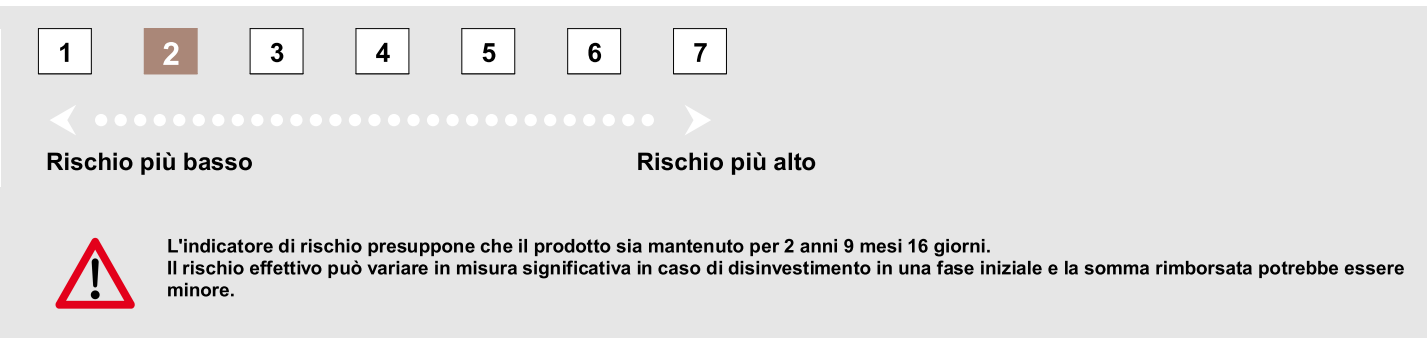 1 2 3 4 5 6 7
Rischio più basso Rischio più alto
L'indicatore di rischio presuppone che il prodotto sia mantenuto per 2 anni 9 mesi 16 giorni.
Il rischio effettivo può variare in misura significativa in caso di disinvestimento in una fase iniziale e la somma rimborsata potrebbe essere
minore.